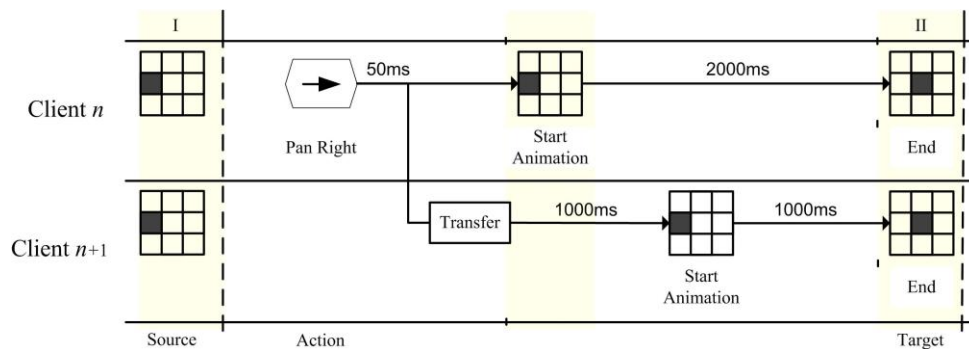 I
II
50ms
2000ms
Client n
Pan Right
Start
Animation
End
1000ms
1000ms
Transfer
Client n+1
Start
Animation
End
Source
Action
Target